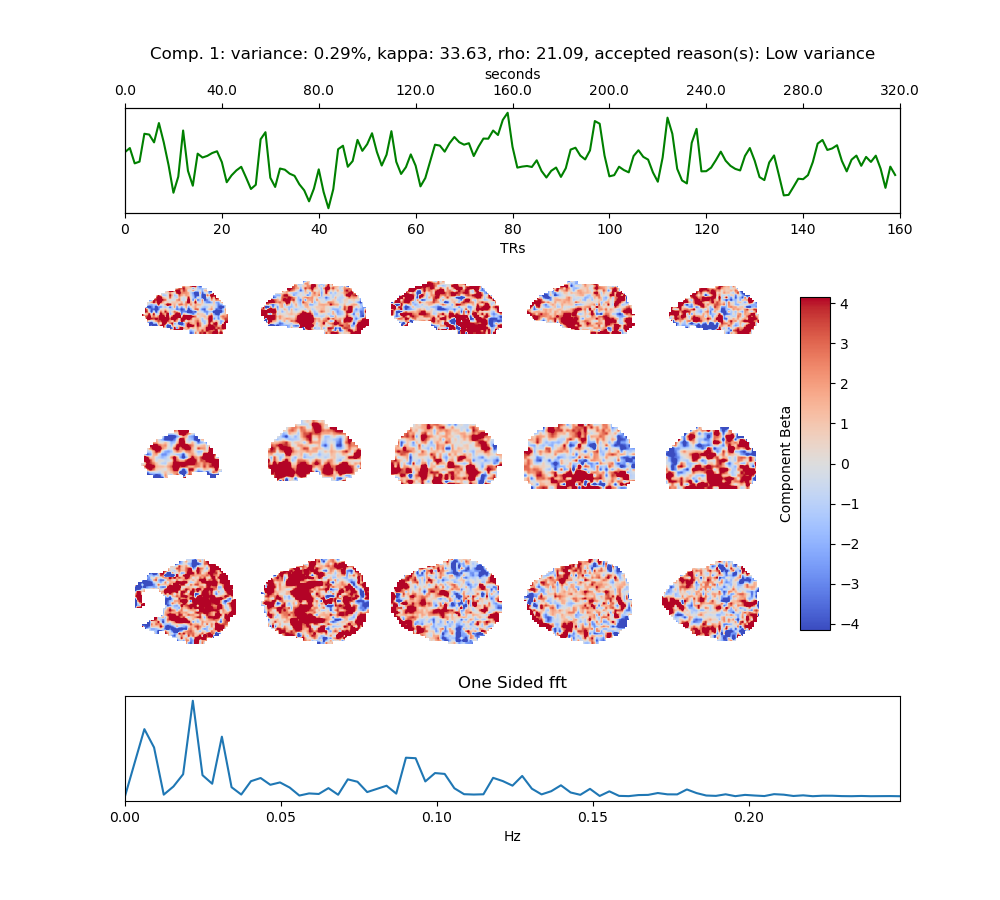 Comp. 1: variance: 0.29%, kappa: 33.63, rho: 21.09, accepted reason(s): Low variance
seconds
0.0 40.0 80.0 120.0 160.0 200.0 240.0 280.0 320.0
0 20 40 60 80 100 120 140 160
TRs
4
3
2
1
0
−1
−2
−3
−4
Component Beta
One Sided fft
0.00 0.05 0.10 0.15 0.20
Hz